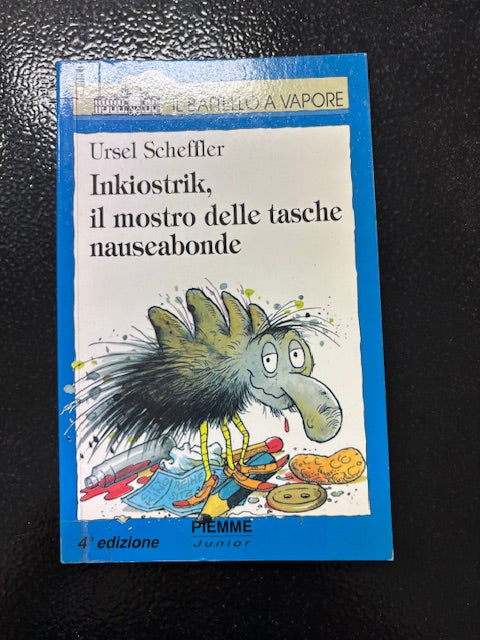 IL BATTELLO A VAPORE
Ursel Scheffler
Inkiostrik,
il mostro delle tasche
nauseabonde
PIEMME
Junior
4ª edizione